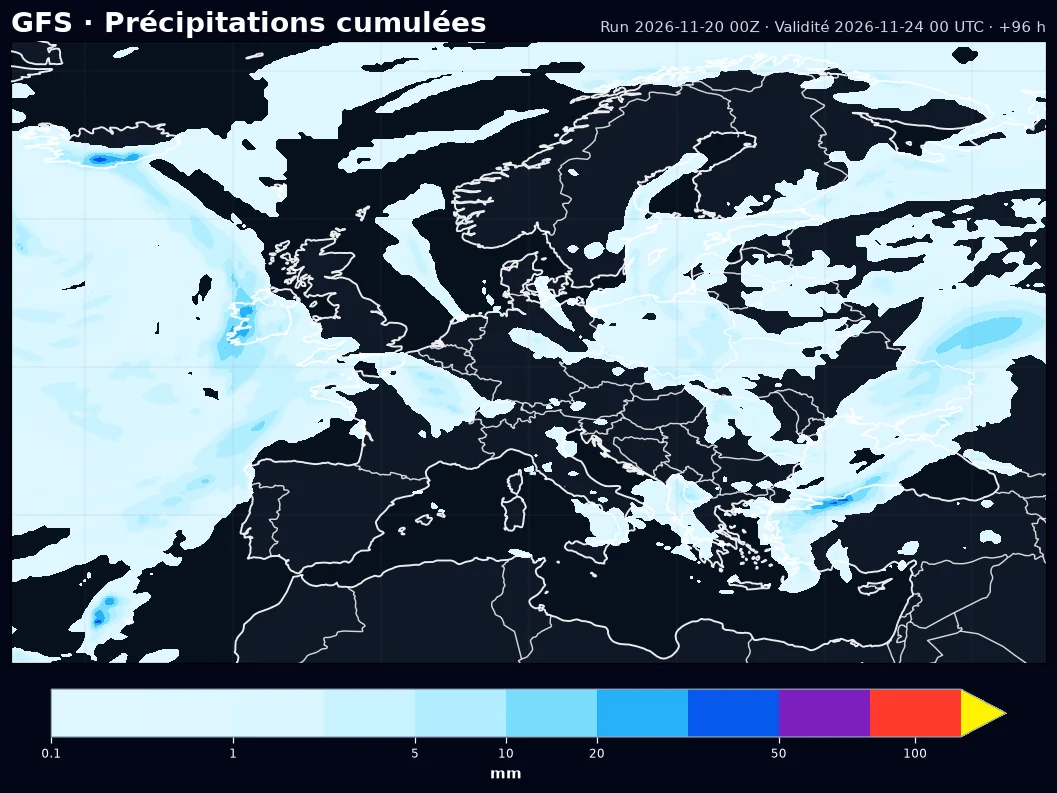 GFS · Précipitations cumulées
Run 2026-11-20 00Z · Validité 2026-11-24 00 UTC · +96 h
0.1 1 5 10 20 50 100
mm